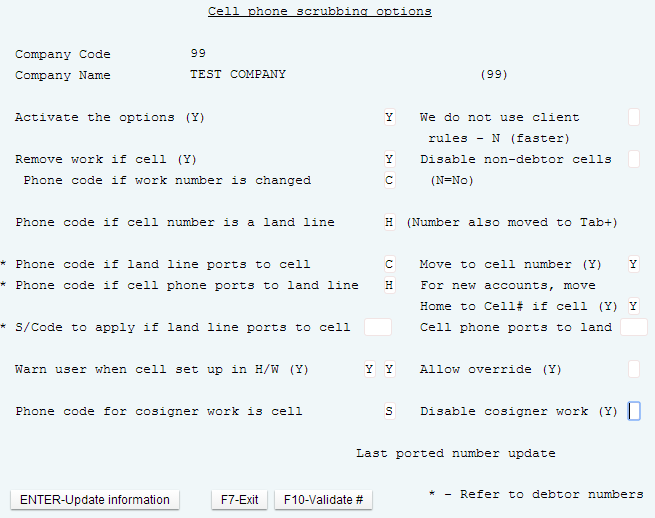 Cell phone scrubbing options
Company Code 99
Company Name TEST COMPANY (99)
Activate the options (Y) Y We do not use client
rules - N (faster)
Remove work if cell (Y) Y Disable non-debtor cells
Phone code if work number is changed C (N=No)
Phone code if cell number is a land line H (Number also moved to Tab+)
* Phone code if land line ports to cell C Move to cell number (Y) Y
* Phone code if cell phone ports to land line H For new accounts, move
Home to Cell# if cell (Y) Y
* S/Code to apply if land line ports to cell Cell phone ports to land
Warn user when cell set up in H/W (Y) Y Y Allow override (Y)
Phone code for cosigner work is cell S Disable cosigner work (Y)
Last ported number update
ENTER-Update information F7-Exit F10-Validate # * - Refer to debtor numbers